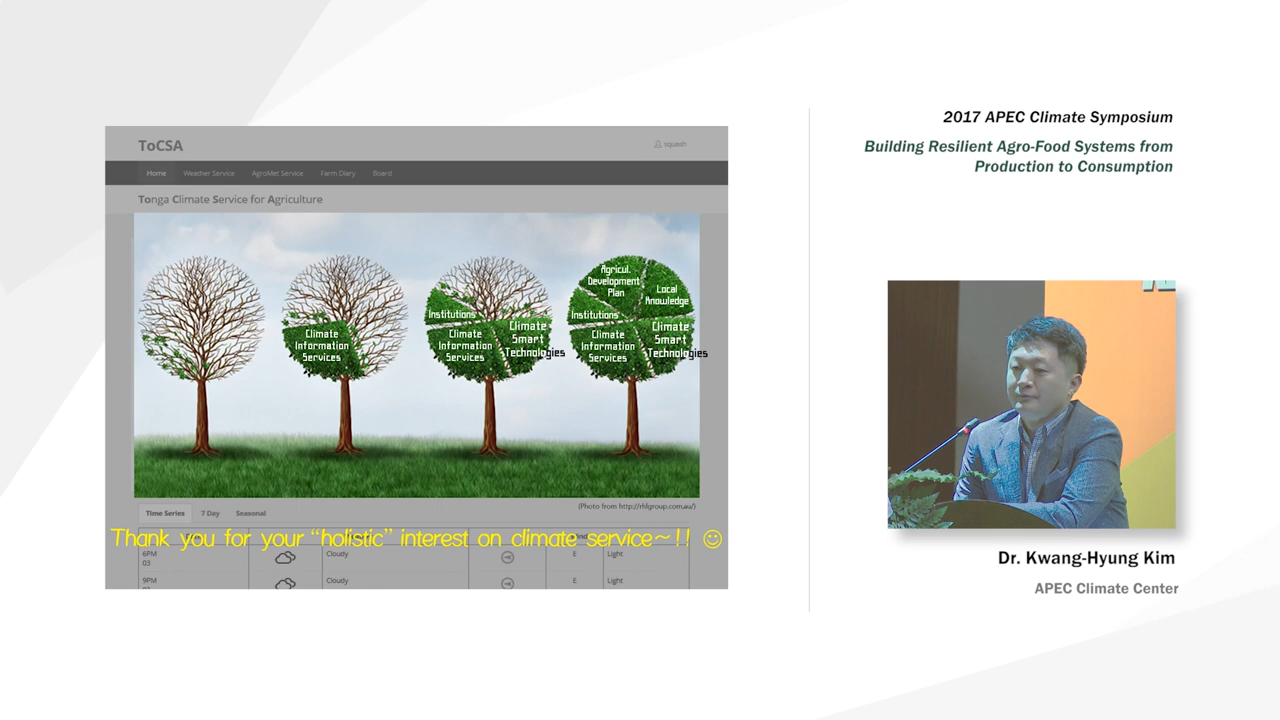 ToCSA
squash
Home Weather Service AgroMet Service Farm Diary Board
Tonga Climate Service for Agriculture
Climate
Information
Services
Institutions
Climate
Information
Services
Climate
Smart
Technologies
Agricul.
Development
Plan
Local
Knowledge
Institutions
Climate
Information
Services
Climate
Smart
Technologies
(Photo from http://rhlgroup.com.au/)
Time Series 7 Day Seasonal
Thank you for your “holistic” interest on climate service~!! ☺
6PM
03
Cloudy E Light
9PM
Cloudy E Light
2017 APEC Climate Symposium
Building Resilient Agro-Food Systems from
Production to Consumption
Dr. Kwang-Hyung Kim
APEC Climate Center